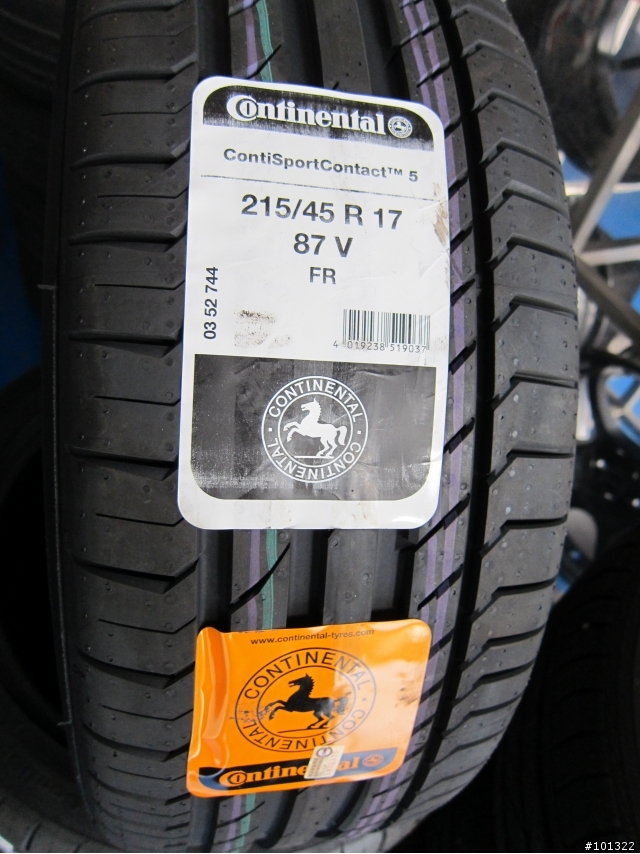 Continental
ContiSportContact™ 5
215/45 R 17
87 V
FR
03 52 744
4 019238 519037
CONTINENTAL · CONTINENTAL ·
www.continental-tyres.com
CONTINENTAL
CONTINENTAL
Continental
#101322